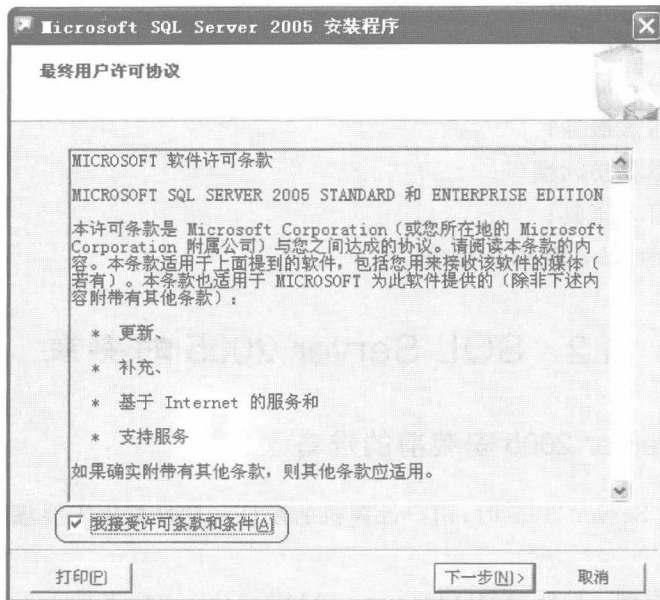 Microsoft SQL Server 2005 安装程序
最终用户许可协议
MICROSOFT 软件许可条款
MICROSOFT SQL SERVER 2005 STANDARD 和 ENTERPRISE EDITION
本许可条款是 Microsoft Corporation（或您所在地的 Microsoft
Corporation 附属公司）与您之间达成的协议。请阅读本条款的内
容。本条款适用于上面提到的软件，包括您用来接收该软件的媒体（
若有）。本条款也适用于 MICROSOFT 为此软件提供的（除非下述内
容附带有其他条款）：
* 更新、
* 补充、
* 基于 Internet 的服务和
* 支持服务
如果确实附带有其他条款，则其他条款应适用。
我接受许可条款和条件(A)
打印(P)
下一步(N)>
取消